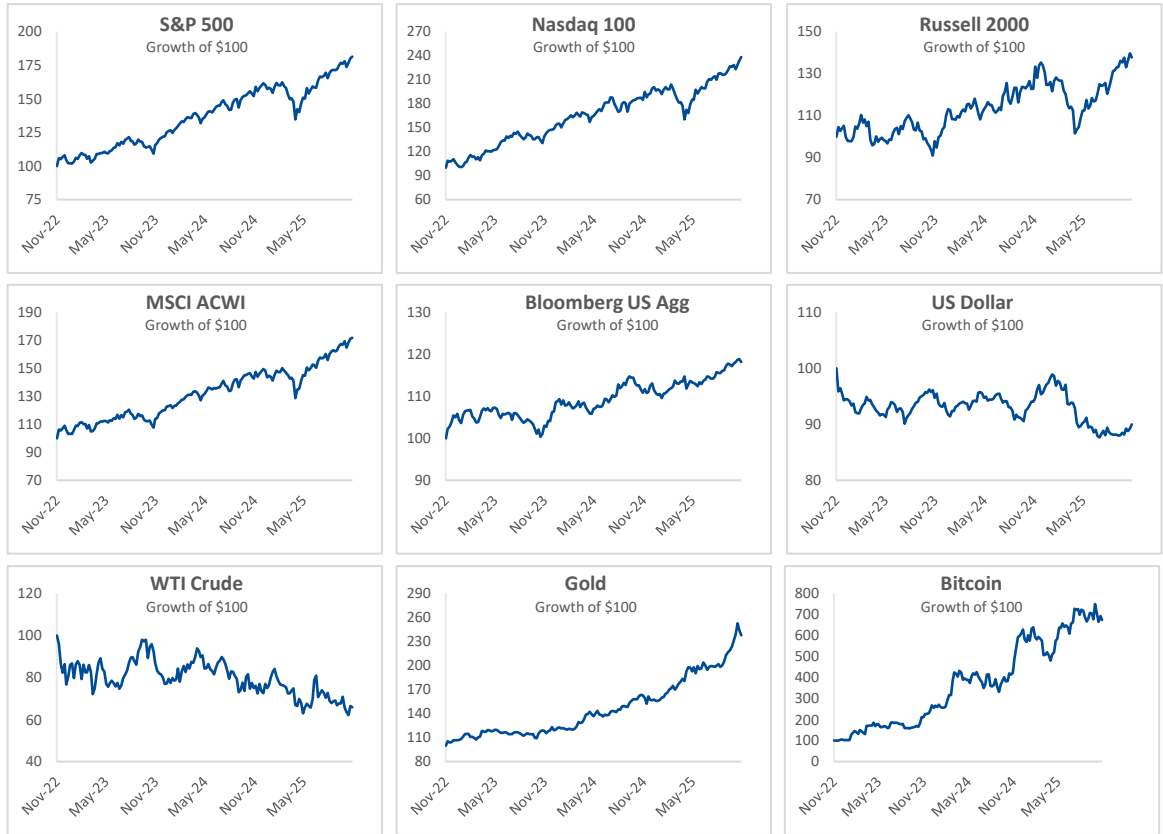 S&P 500
Growth of $100
200
175
150
125
100
75
Nov-22
May-23
Nov-23
May-24
Nov-24
May-25
Nasdaq 100
Growth of $100
270
240
210
180
150
120
90
60
Nov-22
May-23
Nov-23
May-24
Nov-24
May-25
Russell 2000
Growth of $100
150
130
110
90
70
Nov-22
May-23
Nov-23
May-24
Nov-24
May-25
MSCI ACWI
Growth of $100
190
170
150
130
110
90
70
Nov-22
May-23
Nov-23
May-24
Nov-24
May-25
Bloomberg US Agg
Growth of $100
130
120
110
100
90
Nov-22
May-23
Nov-23
May-24
Nov-24
May-25
US Dollar
Growth of $100
110
100
90
80
Nov-22
May-23
Nov-23
May-24
Nov-24
May-25
WTI Crude
Growth of $100
120
100
80
60
40
Nov-22
May-23
Nov-23
May-24
Nov-24
May-25
Gold
Growth of $100
290
260
230
200
170
140
110
80
Nov-22
May-23
Nov-23
May-24
Nov-24
May-25
Bitcoin
Growth of $100
800
700
600
500
400
300
200
100
0
Nov-22
May-23
Nov-23
May-24
Nov-24
May-25